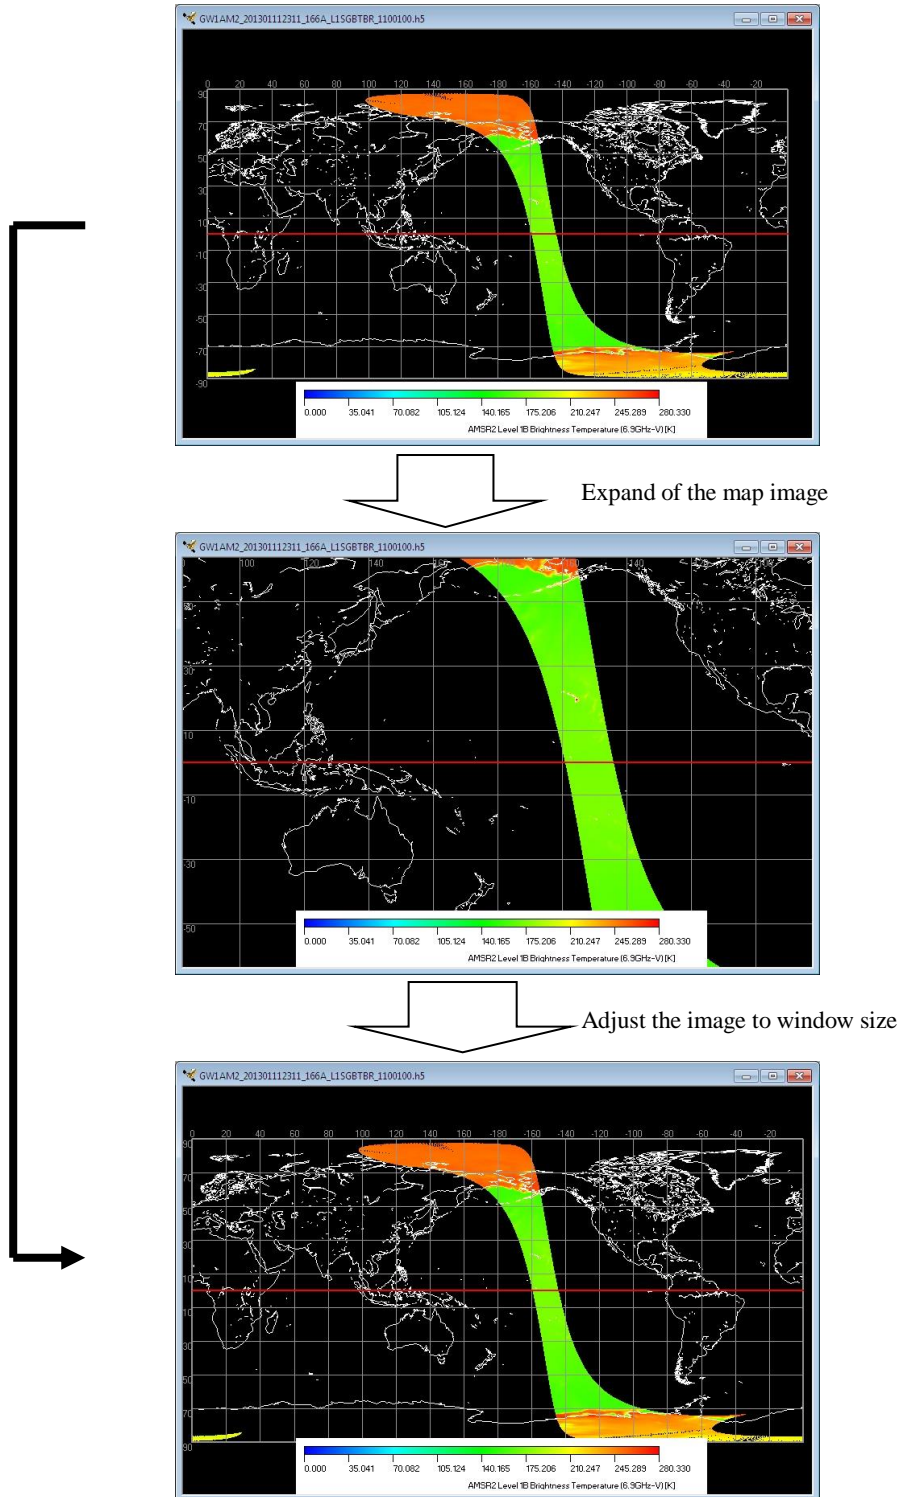 GW1AM2_201301112311_166A_L1SGBTBR_1100100.h5
0 20 40 60 80 100 120 140 160 -160 -140 -120 -100 -80 -60 -40 -20
90
70
50
30
10
-10
-30
-50
-70
-90
0.000 35.041 70.082 105.124 140.165 175.206 210.247 245.289 280.330
AMSR2 Level 1B Brightness Temperature (6.9GHz-V) [K]
Expand of the map image
GW1AM2_201301112311_166A_L1SGBTBR_1100100.h5
100 120 140 160 -160 -140
30
10
-10
-30
-50
0.000 35.041 70.082 105.124 140.165 175.206 210.247 245.289 280.330
AMSR2 Level 1B Brightness Temperature (6.9GHz-V) [K]
Adjust the image to window size
GW1AM2_201301112311_166A_L1SGBTBR_1100100.h5
0 20 40 60 80 100 120 140 160 -160 -140 -120 -100 -80 -60 -40 -20
90
70
50
30
10
10
30
50
70
90
0.000 35.041 70.082 105.124 140.165 175.206 210.247 245.289 280.330
AMSR2 Level 1B Brightness Temperature (6.9GHz-V) [K]